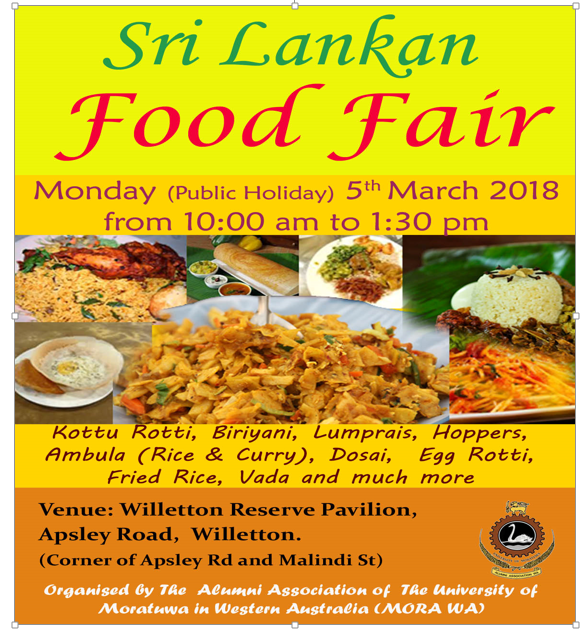 Sri Lankan
Food Fair
Monday (Public Holiday) 5th March 2018
from 10:00 am to 1:30 pm
Kottu Rotti, Biriyani, Lumprais, Hoppers,
Ambula (Rice & Curry), Dosai, Egg Rotti,
Fried Rice, Vada and much more
Venue: Willetton Reserve Pavilion,
Apsley Road, Willetton.
(Corner of Apsley Rd and Malindi St)
Organised by The Alumni Association of The University of
Moratuwa in Western Australia (MORA WA)